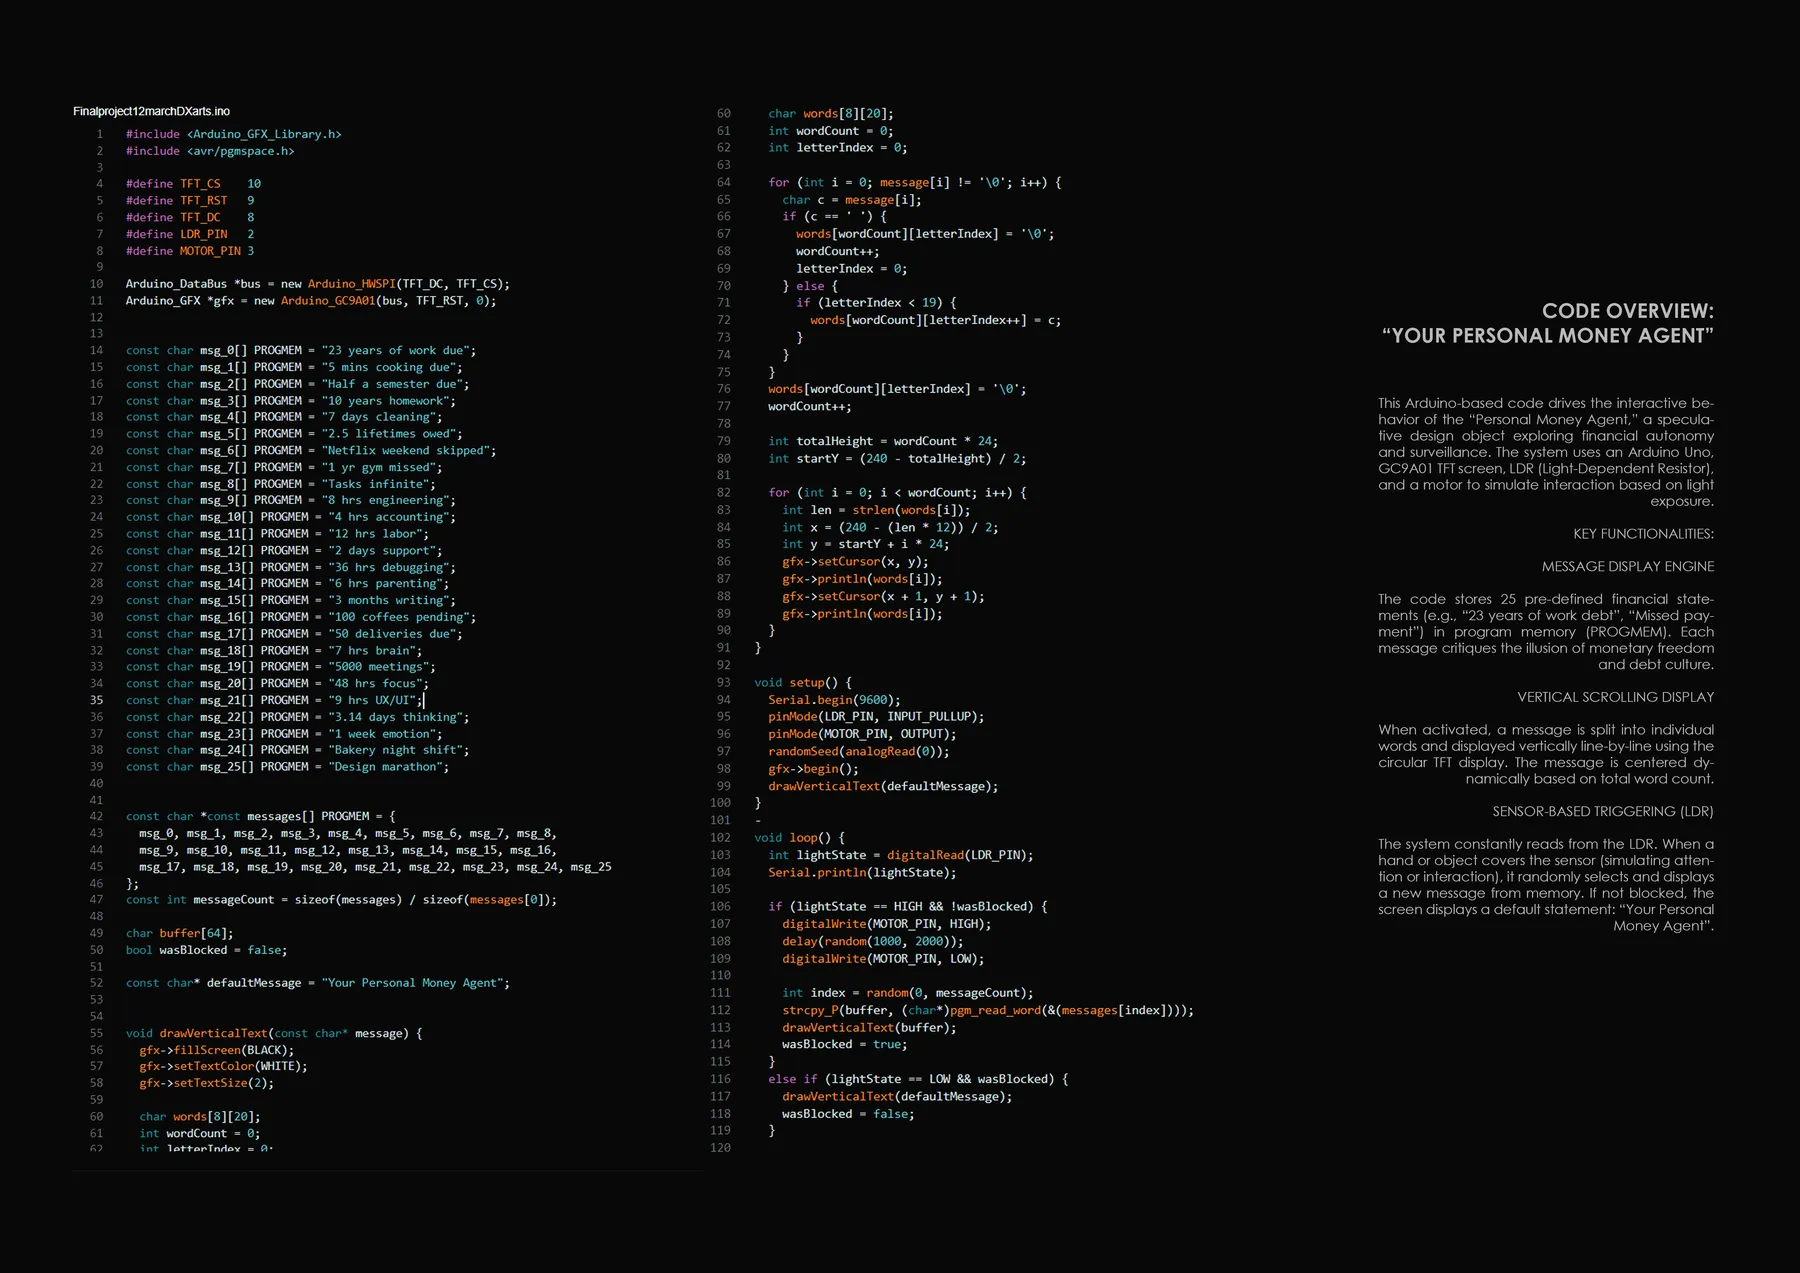 Finalproject12marchDXarts.ino
1 #include <Arduino_GFX_Library.h>
2 #include <avr/pgmspace.h>
3
4 #define TFT_CS    10
5 #define TFT_RST   9
6 #define TFT_DC    8
7 #define LDR_PIN   2
8 #define MOTOR_PIN 3
9
10 Arduino_DataBus *bus = new Arduino_HWSPI(TFT_DC, TFT_CS);
11 Arduino_GFX *gfx = new Arduino_GC9A01(bus, TFT_RST, 0);
12
13
14 const char msg_0[] PROGMEM = "23 years of work due";
15 const char msg_1[] PROGMEM = "5 mins cooking due";
16 const char msg_2[] PROGMEM = "Half a semester due";
17 const char msg_3[] PROGMEM = "10 years homework";
18 const char msg_4[] PROGMEM = "7 days cleaning";
19 const char msg_5[] PROGMEM = "2.5 lifetimes owed";
20 const char msg_6[] PROGMEM = "Netflix weekend skipped";
21 const char msg_7[] PROGMEM = "1 yr gym missed";
22 const char msg_8[] PROGMEM = "Tasks infinite";
23 const char msg_9[] PROGMEM = "8 hrs engineering";
24 const char msg_10[] PROGMEM = "4 hrs accounting";
25 const char msg_11[] PROGMEM = "12 hrs labor";
26 const char msg_12[] PROGMEM = "2 days support";
27 const char msg_13[] PROGMEM = "36 hrs debugging";
28 const char msg_14[] PROGMEM = "6 hrs parenting";
29 const char msg_15[] PROGMEM = "3 months writing";
30 const char msg_16[] PROGMEM = "100 coffees pending";
31 const char msg_17[] PROGMEM = "50 deliveries due";
32 const char msg_18[] PROGMEM = "7 hrs brain";
33 const char msg_19[] PROGMEM = "5000 meetings";
34 const char msg_20[] PROGMEM = "48 hrs focus";
35 const char msg_21[] PROGMEM = "9 hrs UX/UI";
36 const char msg_22[] PROGMEM = "3.14 days thinking";
37 const char msg_23[] PROGMEM = "1 week emotion";
38 const char msg_24[] PROGMEM = "Bakery night shift";
39 const char msg_25[] PROGMEM = "Design marathon";
40
41
42 const char *const messages[] PROGMEM = {
43   msg_0, msg_1, msg_2, msg_3, msg_4, msg_5, msg_6, msg_7, msg_8,
44   msg_9, msg_10, msg_11, msg_12, msg_13, msg_14, msg_15, msg_16,
45   msg_17, msg_18, msg_19, msg_20, msg_21, msg_22, msg_23, msg_24, msg_25
46 };
47 const int messageCount = sizeof(messages) / sizeof(messages[0]);
48
49 char buffer[64];
50 bool wasBlocked = false;
51
52 const char* defaultMessage = "Your Personal Money Agent";
53
54
55 void drawVerticalText(const char* message) {
56   gfx->fillScreen(BLACK);
57   gfx->setTextColor(WHITE);
58   gfx->setTextSize(2);
59
60   char words[8][20];
61   int wordCount = 0;
62   int letterIndex = 0;
60   char words[8][20];
61   int wordCount = 0;
62   int letterIndex = 0;
63
64   for (int i = 0; message[i] != '\0'; i++) {
65     char c = message[i];
66     if (c == ' ') {
67       words[wordCount][letterIndex] = '\0';
68       wordCount++;
69       letterIndex = 0;
70     } else {
71       if (letterIndex < 19) {
72         words[wordCount][letterIndex++] = c;
73       }
74     }
75   }
76   words[wordCount][letterIndex] = '\0';
77   wordCount++;
78
79   int totalHeight = wordCount * 24;
80   int startY = (240 - totalHeight) / 2;
81
82   for (int i = 0; i < wordCount; i++) {
83     int len = strlen(words[i]);
84     int x = (240 - (len * 12)) / 2;
85     int y = startY + i * 24;
86     gfx->setCursor(x, y);
87     gfx->println(words[i]);
88     gfx->setCursor(x + 1, y + 1);
89     gfx->println(words[i]);
90   }
91 }
92
93 void setup() {
94   Serial.begin(9600);
95   pinMode(LDR_PIN, INPUT_PULLUP);
96   pinMode(MOTOR_PIN, OUTPUT);
97   randomSeed(analogRead(0));
98   gfx->begin();
99   drawVerticalText(defaultMessage);
100 }
101 -
102 void loop() {
103   int lightState = digitalRead(LDR_PIN);
104   Serial.println(lightState);
105
106   if (lightState == HIGH && !wasBlocked) {
107     digitalWrite(MOTOR_PIN, HIGH);
108     delay(random(1000, 2000));
109     digitalWrite(MOTOR_PIN, LOW);
110
111     int index = random(0, messageCount);
112     strcpy_P(buffer, (char*)pgm_read_word(&(messages[index])));
113     drawVerticalText(buffer);
114     wasBlocked = true;
115   }
116   else if (lightState == LOW && wasBlocked) {
117     drawVerticalText(defaultMessage);
118     wasBlocked = false;
119   }
120
CODE OVERVIEW:
“YOUR PERSONAL MONEY AGENT”
This Arduino-based code drives the interactive be-
havior of the “Personal Money Agent,” a specula-
tive design object exploring financial autonomy
and surveillance. The system uses an Arduino Uno,
GC9A01 TFT screen, LDR (Light-Dependent Resistor),
and a motor to simulate interaction based on light
exposure.
KEY FUNCTIONALITIES:
MESSAGE DISPLAY ENGINE
The code stores 25 pre-defined financial state-
ments (e.g., “23 years of work debt”, “Missed pay-
ment”) in program memory (PROGMEM). Each
message critiques the illusion of monetary freedom
and debt culture.
VERTICAL SCROLLING DISPLAY
When activated, a message is split into individual
words and displayed vertically line-by-line using the
circular TFT display. The message is centered dy-
namically based on total word count.
SENSOR-BASED TRIGGERING (LDR)
The system constantly reads from the LDR. When a
hand or object covers the sensor (simulating atten-
tion or interaction), it randomly selects and displays
a new message from memory. If not blocked, the
screen displays a default statement: “Your Personal
Money Agent”.